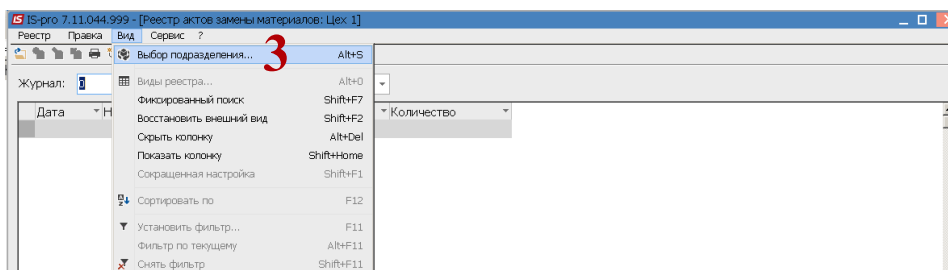 IS IS-pro 7.11.044.999 - [Реестр актов замены материалов: Цех 1]
Реестр Правка Вид Сервис ?
Выбор подразделения... Alt+S
3
Журнал: 0
Виды реестра... Alt+0
Фиксированный поиск Shift+F7
Дата Н Количество
Восстановить внешний вид Shift+F2
Скрыть колонку Alt+Del
Показать колонку Shift+Home
Сокращенная настройка Shift+F1
Сортировать по F12
Установить фильтр... F11
Фильтр по текущему Alt+F11
Снять фильтр Shift+F11